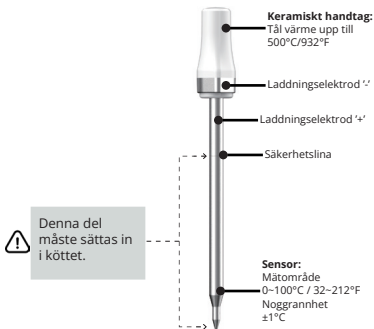 Keramiskt handtag:
Tål värme upp till
500°C/932°F
Laddningselektrod ‘-’
Laddningselektrod ‘+’
Säkerhetslina
Denna del
måste sättas in
i köttet.
Sensor:
Mätområde
0~100°C / 32~212°F
Noggrannhet
±1°C